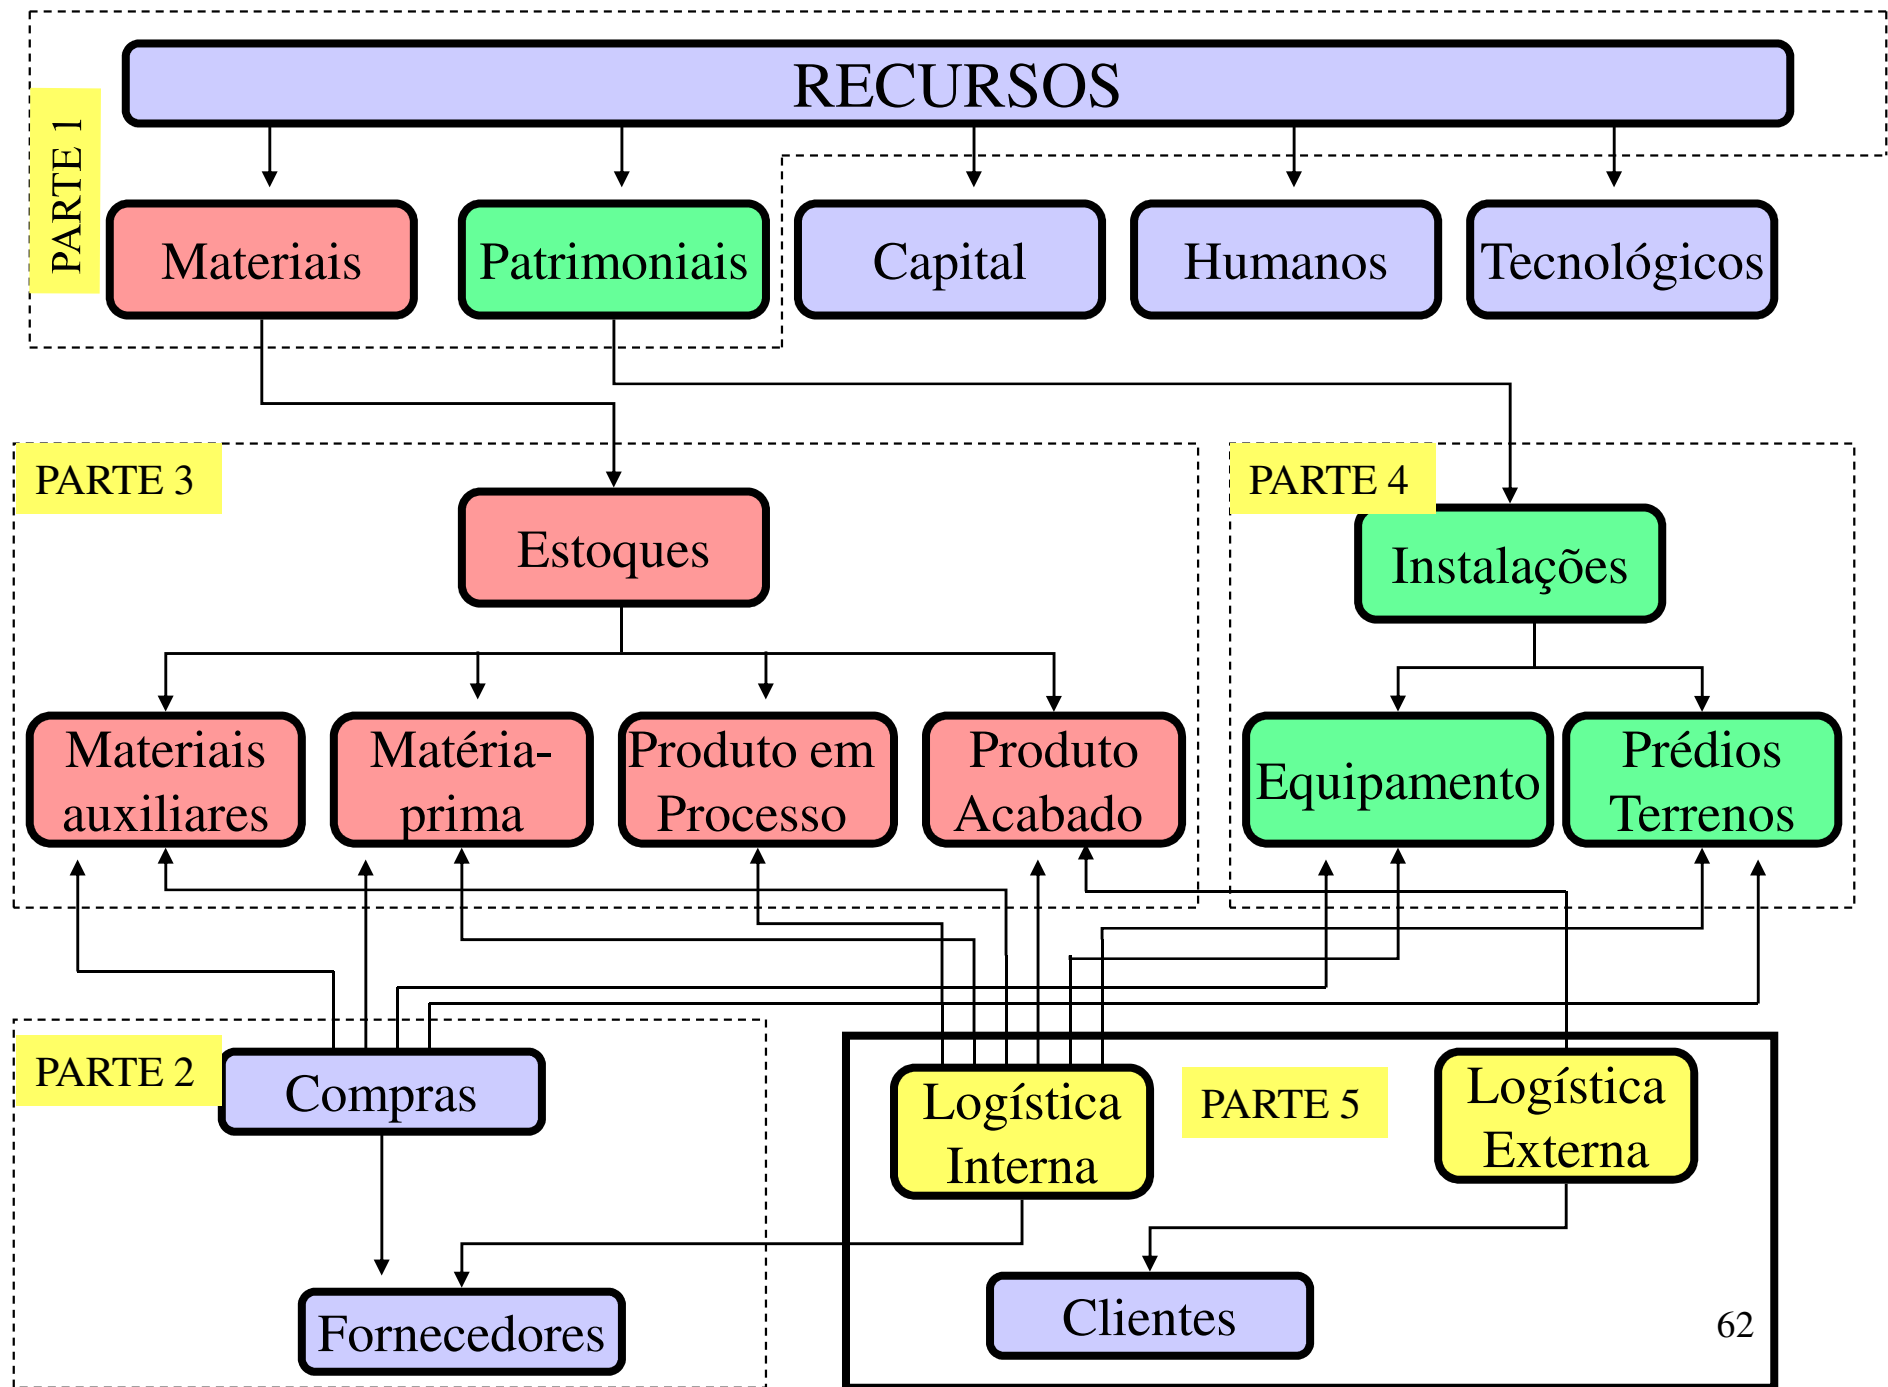 RECURSOS
PARTE 1
Materiais
Patrimoniais
Capital
Humanos
Tecnológicos
PARTE 3
PARTE 4
Estoques
Instalações
Materiais
auxiliares
Matéria-
prima
Produto em
Processo
Produto
Acabado
Equipamento
Prédios
Terrenos
PARTE 2
Compras
Logística
Interna
PARTE 5
Logística
Externa
Fornecedores
Clientes
62